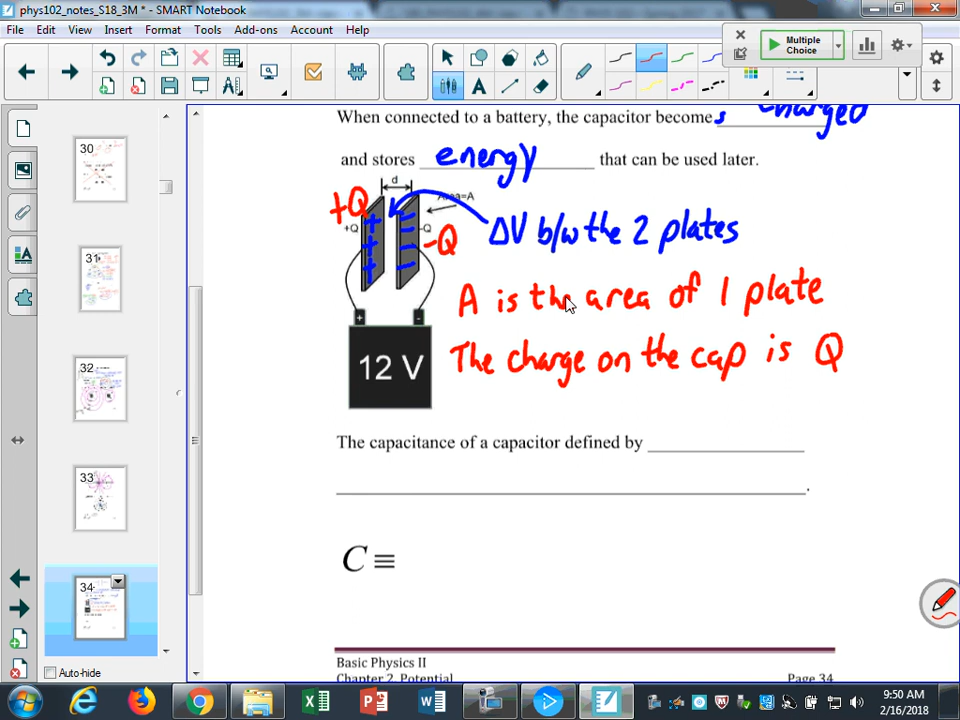 phys102_notes_S18_3M * - SMART Notebook
File Edit View Insert Format Tools Add-ons Account Help
Multiple
Choice
30
31
32
33
34
Auto-hide
When connected to a battery, the capacitor becomes charged
and stores energy that can be used later.
d
Area=A
+Q
+Q
-Q
-Q
ΔV b/w the 2 plates
A is the area of 1 plate
The charge on the cap is Q
+ -
12 V
The capacitance of a capacitor defined by
.
C ≡
Basic Physics II
Chapter 2 Potential Page 34
9:50 AM
2/16/2018